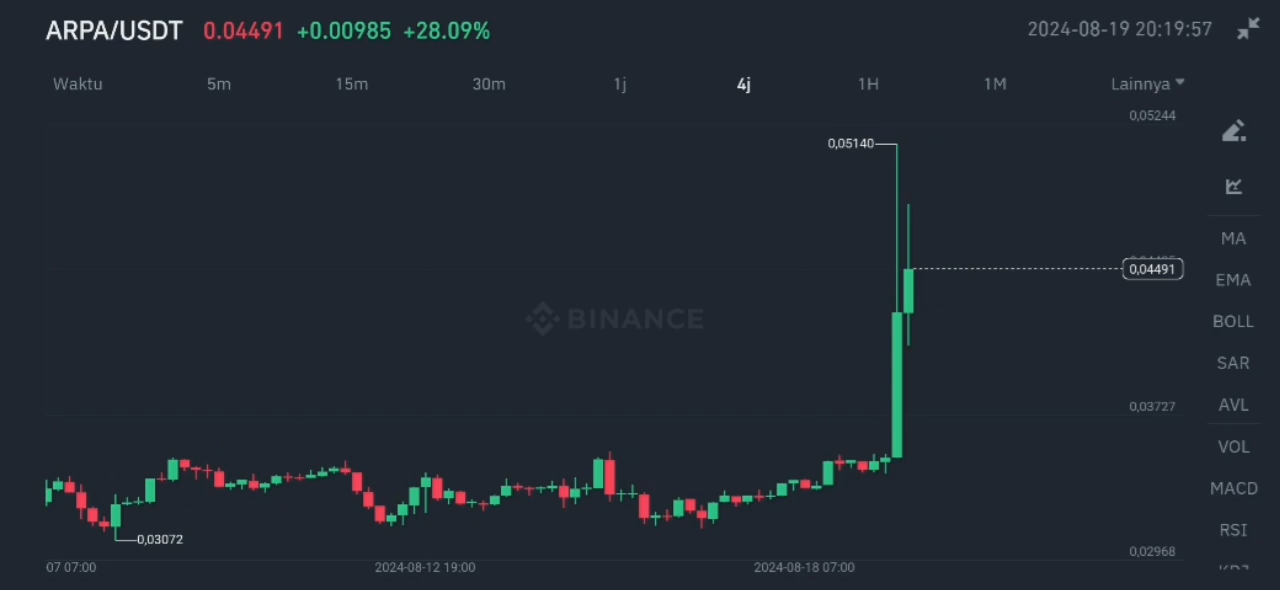 ARPA/USDT 0.04491 +0.00985 +28.09% 2024-08-19 20:19:57
Waktu 5m 15m 30m 1j 4j 1H 1M Lainnya
0,05244
0,05140
MA
0,04491
EMA
BINANCE
BOLL
SAR
AVL
0,03727
VOL
MACD
RSI
0,03072
0,02968
07 07:00 2024-08-12 19:00 2024-08-18 07:00